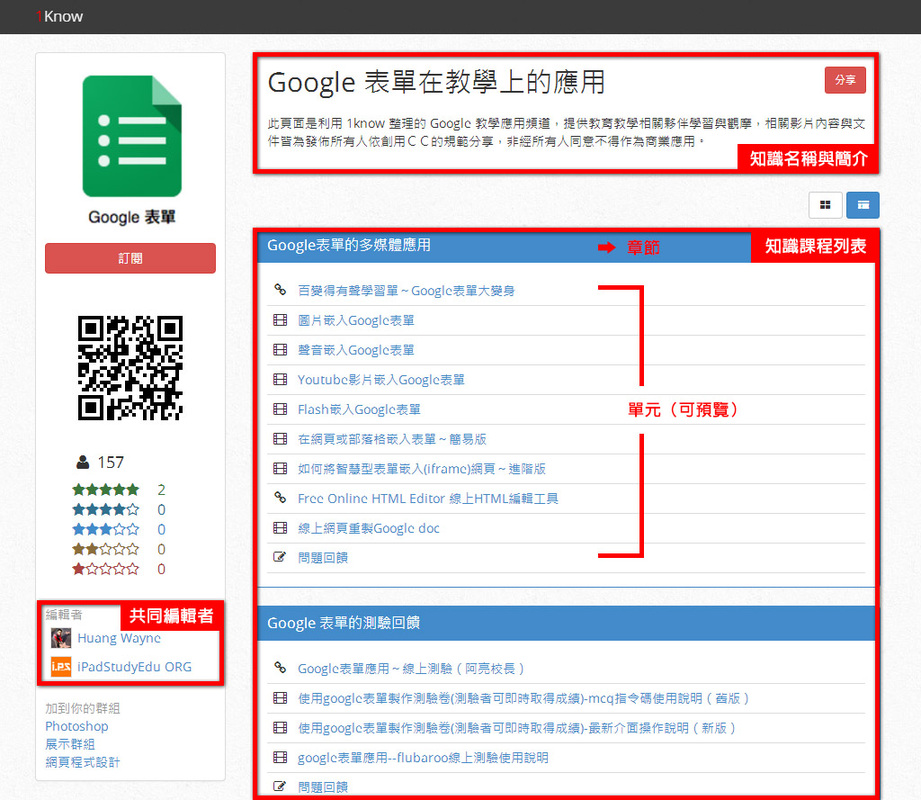 1Know
Google 表單
訂閱
157
2
0
0
0
0
編輯者
共同編輯者
Huang Wayne
i.PS
iPadStudyEdu ORG
加到你的群組
Photoshop
展示群組
網頁程式設計
Google 表單在教學上的應用
分享
此頁面是利用 1know 整理的 Google 教學應用頻道，提供教育教學相關夥伴學習與觀摩，相關影片內容與文
件皆為發佈所有人依創用ＣＣ的規範分享，非經所有人同意不得作為商業應用。
知識名稱與簡介
Google表單的多媒體應用
章節
知識課程列表
百變得有聲學習單～Google表單大變身
圖片嵌入Google表單
聲音嵌入Google表單
Youtube影片嵌入Google表單
Flash嵌入Google表單
單元（可預覽）
在網頁或部落格嵌入表單～簡易版
如何將智慧型表單嵌入(iframe)網頁～進階版
Free Online HTML Editor 線上HTML編輯工具
線上網頁重製Google doc
問題回饋
Google 表單的測驗回饋
Google表單應用～線上測驗（阿亮校長）
使用google表單製作測驗卷(測驗者可即時取得成績)-mcq指令碼使用說明（舊版）
使用google表單製作測驗卷(測驗者可即時取得成績)-最新介面操作說明（新版）
google表單應用--flubaroo線上測驗使用說明
問題回饋